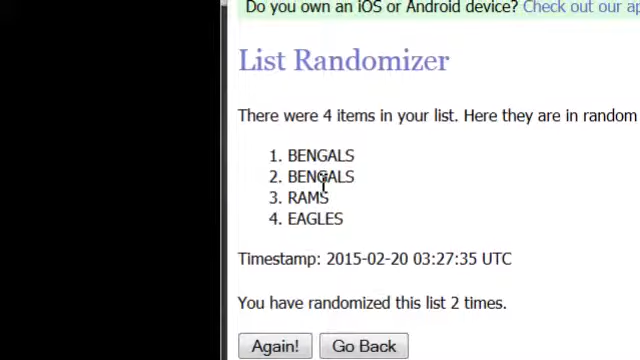 Do you own an iOS or Android device? Check out our
List Randomizer
There were 4 items in your list. Here they are in random
1. BENGALS
2. BENGALS
3. RAMS
4. EAGLES
Timestamp: 2015-02-20 03:27:35 UTC
You have randomized this list 2 times.
Again! Go Back